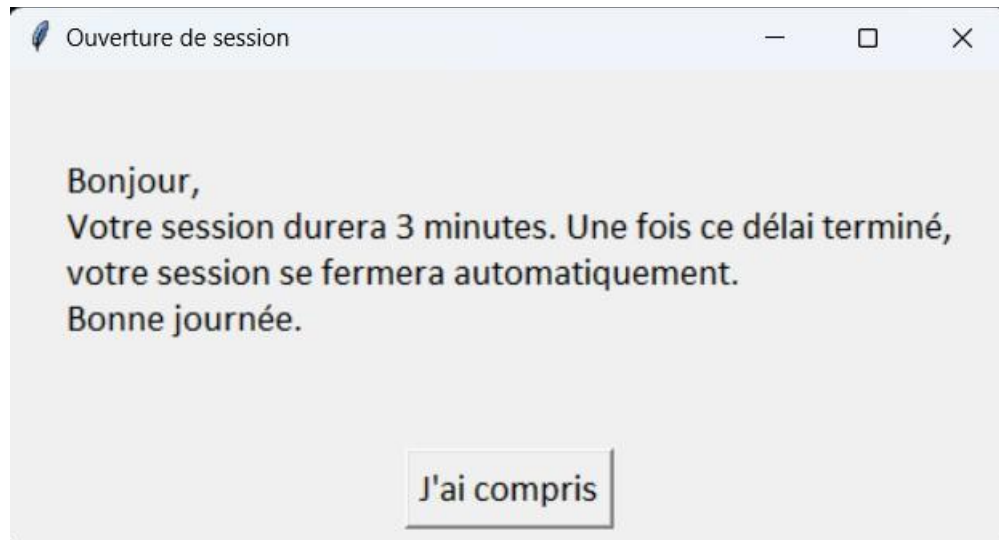 Ouverture de session
Bonjour,
Votre session durera 3 minutes. Une fois ce délai terminé,
votre session se fermera automatiquement.
Bonne journée.
J'ai compris